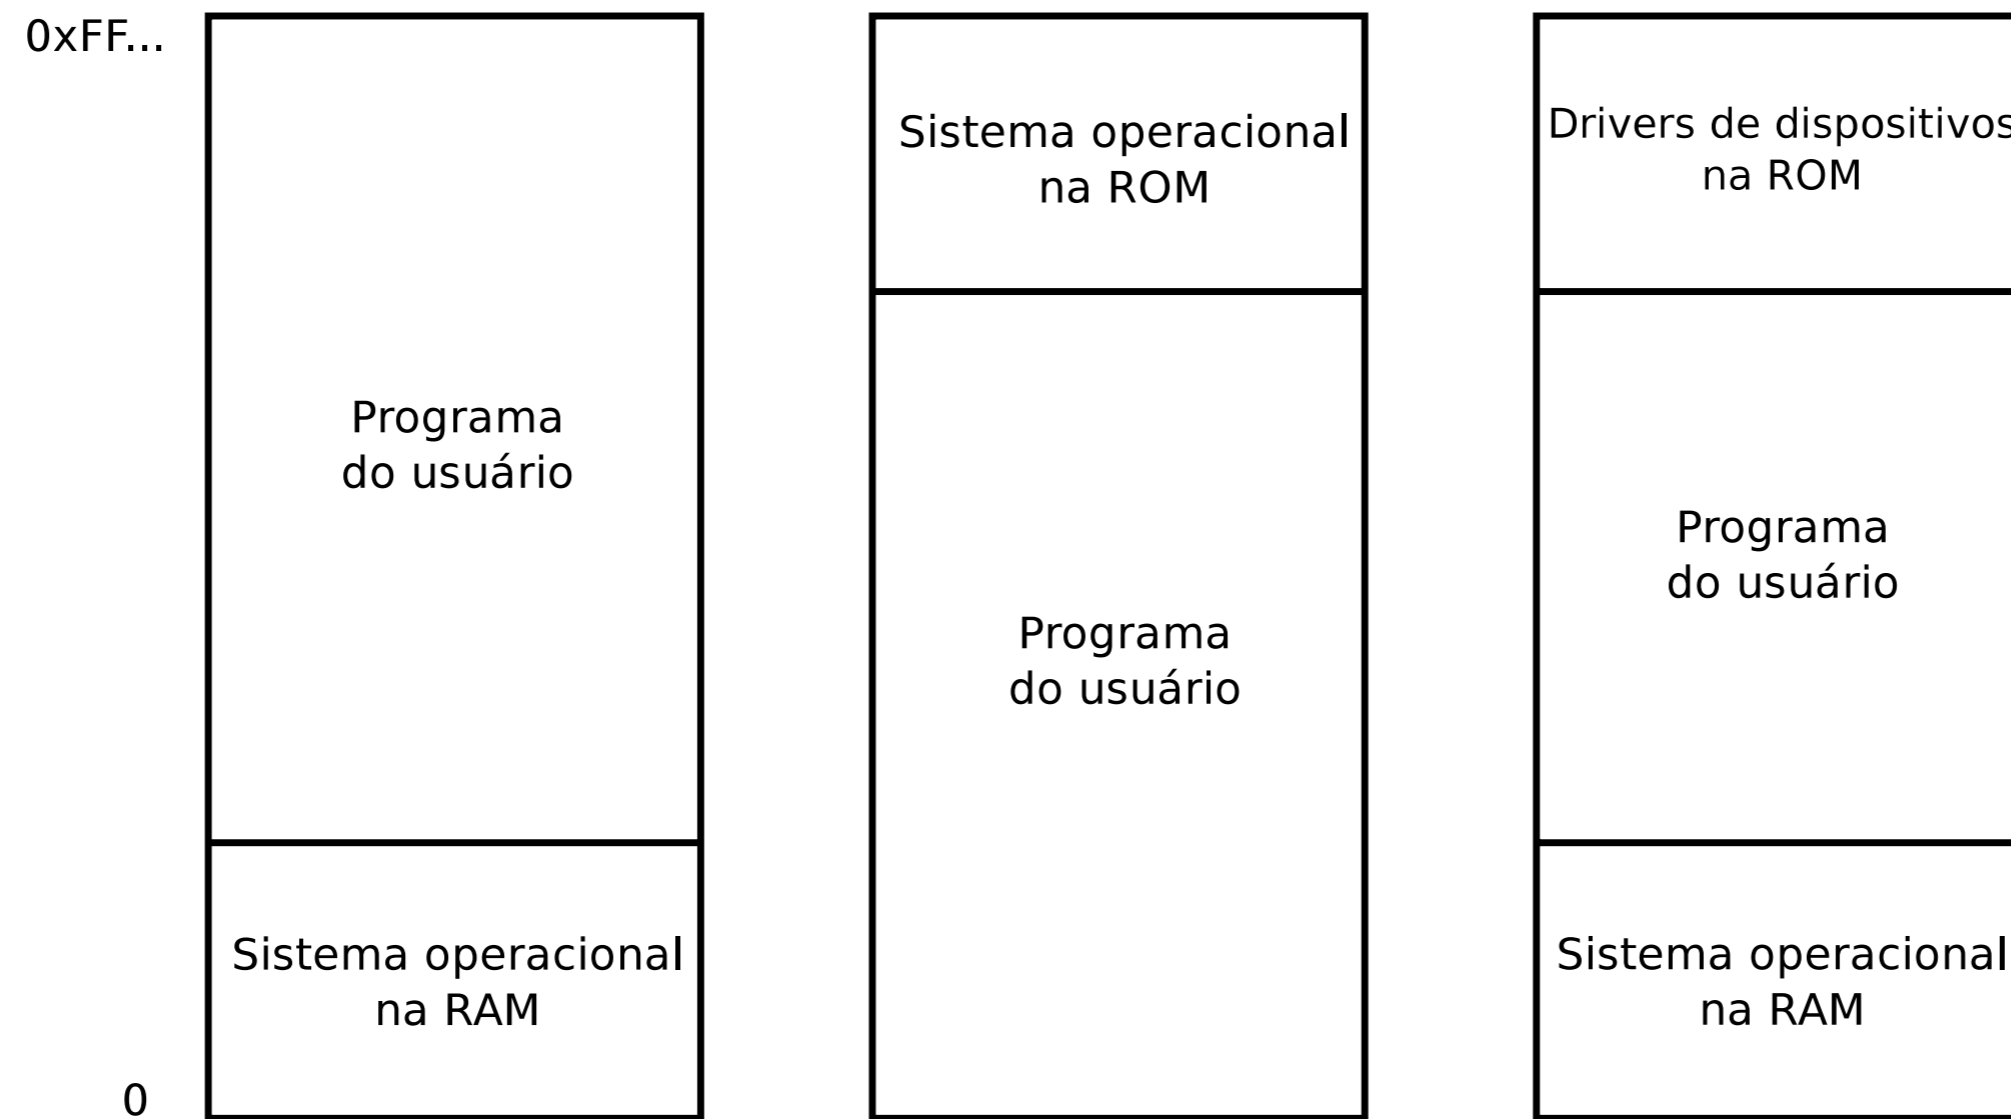 0xFF...
Programa
do usuário
Sistema operacional
na RAM
0
Sistema operacional
na ROM
Programa
do usuário
Drivers de dispositivos
na ROM
Programa
do usuário
Sistema operacional
na RAM